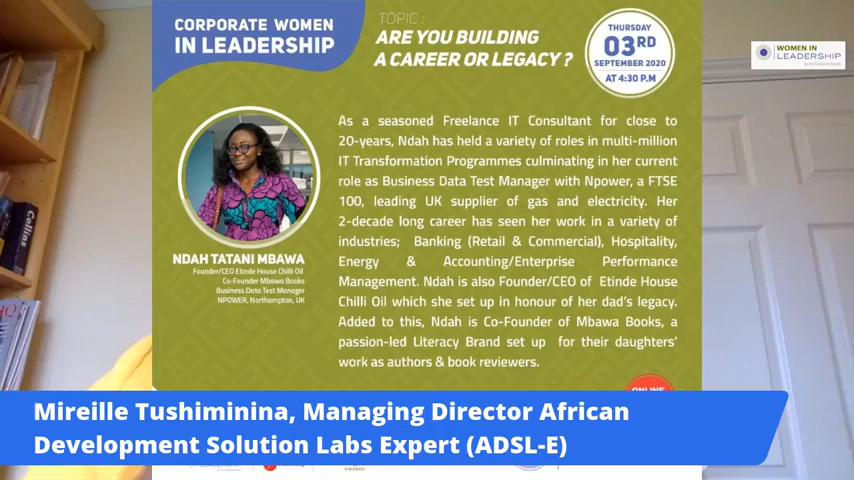 CORPORATE WOMEN
IN LEADERSHIP
TOPIC :
ARE YOU BUILDING
A CAREER OR LEGACY ?
THURSDAY
03RD
SEPTEMBER 2020
AT 4:30 P.M
WOMEN IN
LEADERSHIP
As a seasoned Freelance IT Consultant for close to
20-years, Ndah has held a variety of roles in multi-million
IT Transformation Programmes culminating in her current
role as Business Data Test Manager with Npower, a FTSE
100, leading UK supplier of gas and electricity. Her
2-decade long career has seen her work in a variety of
industries; Banking (Retail & Commercial), Hospitality,
Energy & Accounting/Enterprise Performance
Management. Ndah is also Founder/CEO of Etinde House
Chilli Oil which she set up in honour of her dad's legacy.
Added to this, Ndah is Co-Founder of Mbawa Books, a
passion-led Literacy Brand set up for their daughters'
work as authors & book reviewers.
NDAH TATANI MBAWA
Founder/CEO Etinde House Chilli Oil
Co-Founder Mbawa Books
Business Data Test Manager
NPOWER, Northampton, UK
Collins
ONLINE
Mireille Tushiminina, Managing Director African
Development Solution Labs Expert (ADSL-E)